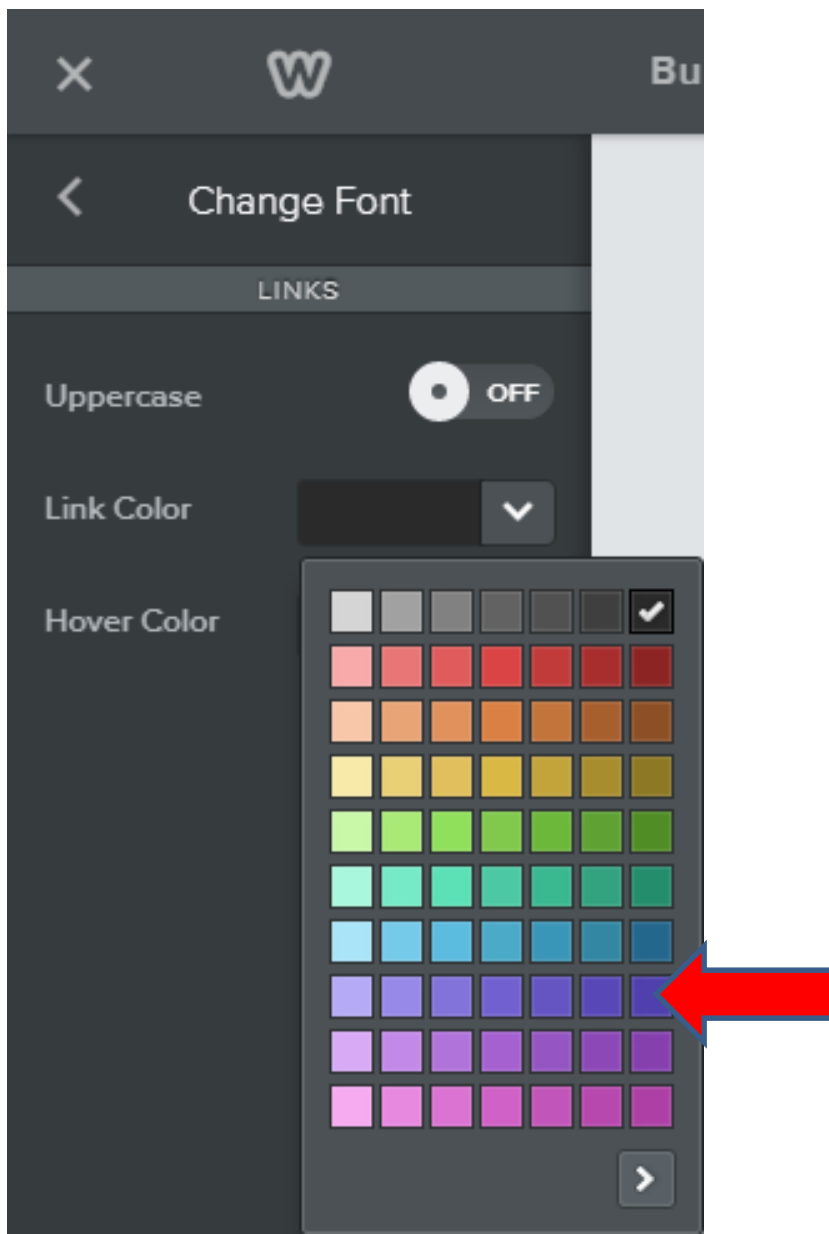 W
Bu
Change Font
LINKS
Uppercase
OFF
Link Color
Hover Color